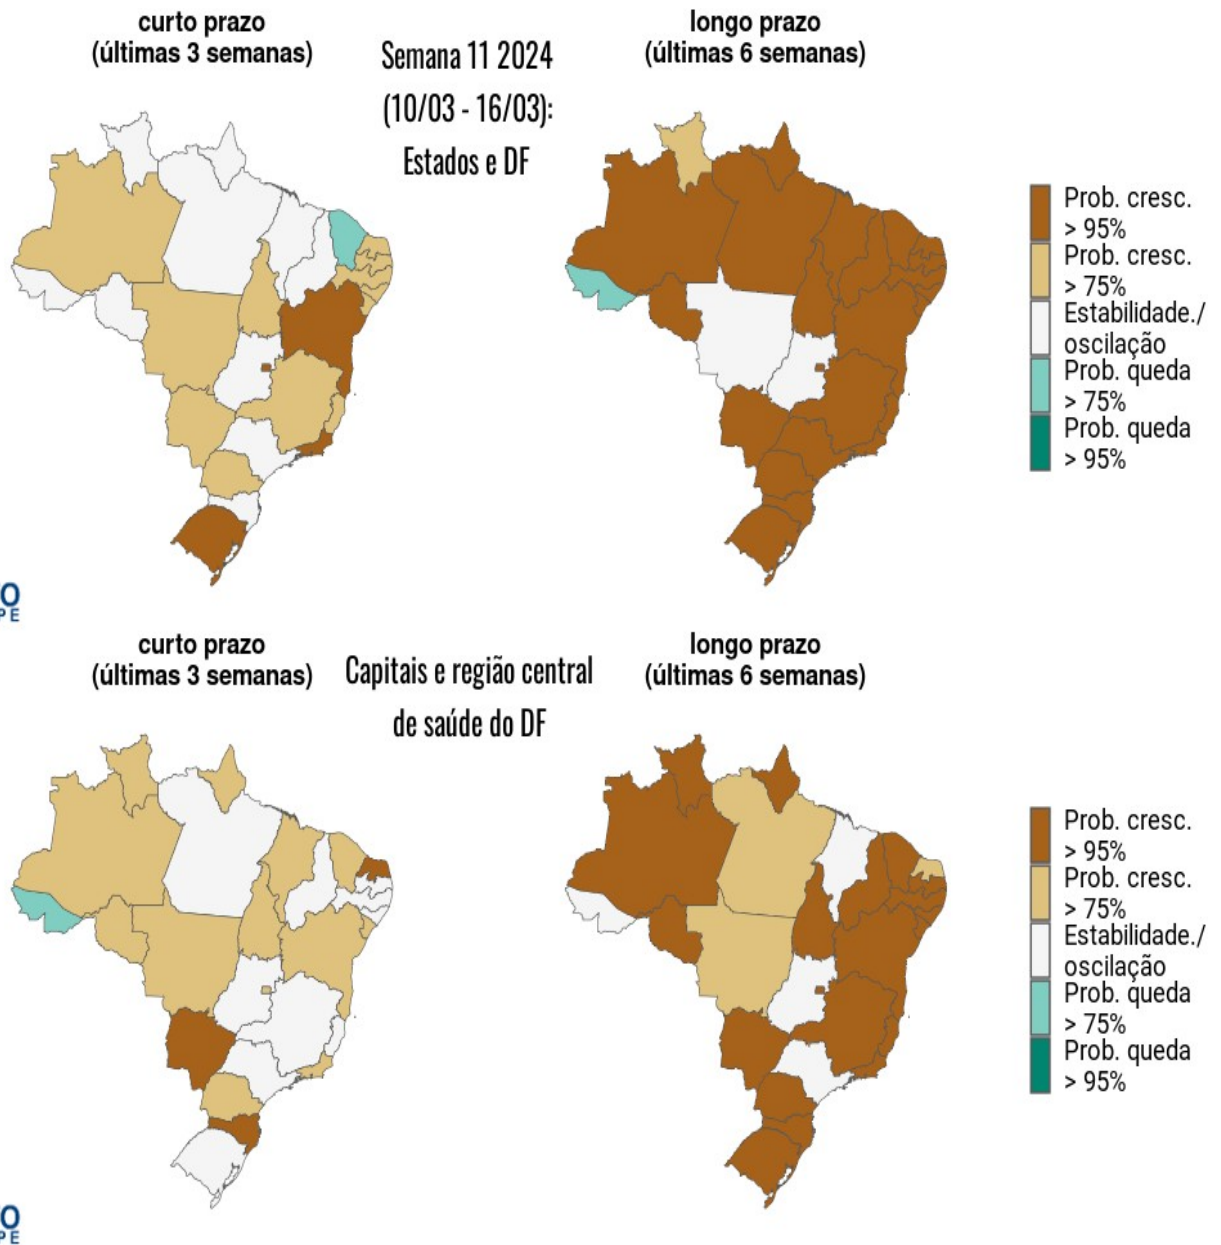 curto prazo
(últimas 3 semanas)
Semana 11 2024
(10/03 - 16/03):
Estados e DF
longo prazo
(últimas 6 semanas)
Prob. cresc.
> 95%
Prob. cresc.
> 75%
Estabilidade./
oscilação
Prob. queda
> 75%
Prob. queda
> 95%
O
PE
curto prazo
(últimas 3 semanas)
Capitais e região central
de saúde do DF
longo prazo
(últimas 6 semanas)
Prob. cresc.
> 95%
Prob. cresc.
> 75%
Estabilidade./
oscilação
Prob. queda
> 75%
Prob. queda
> 95%
O
PE